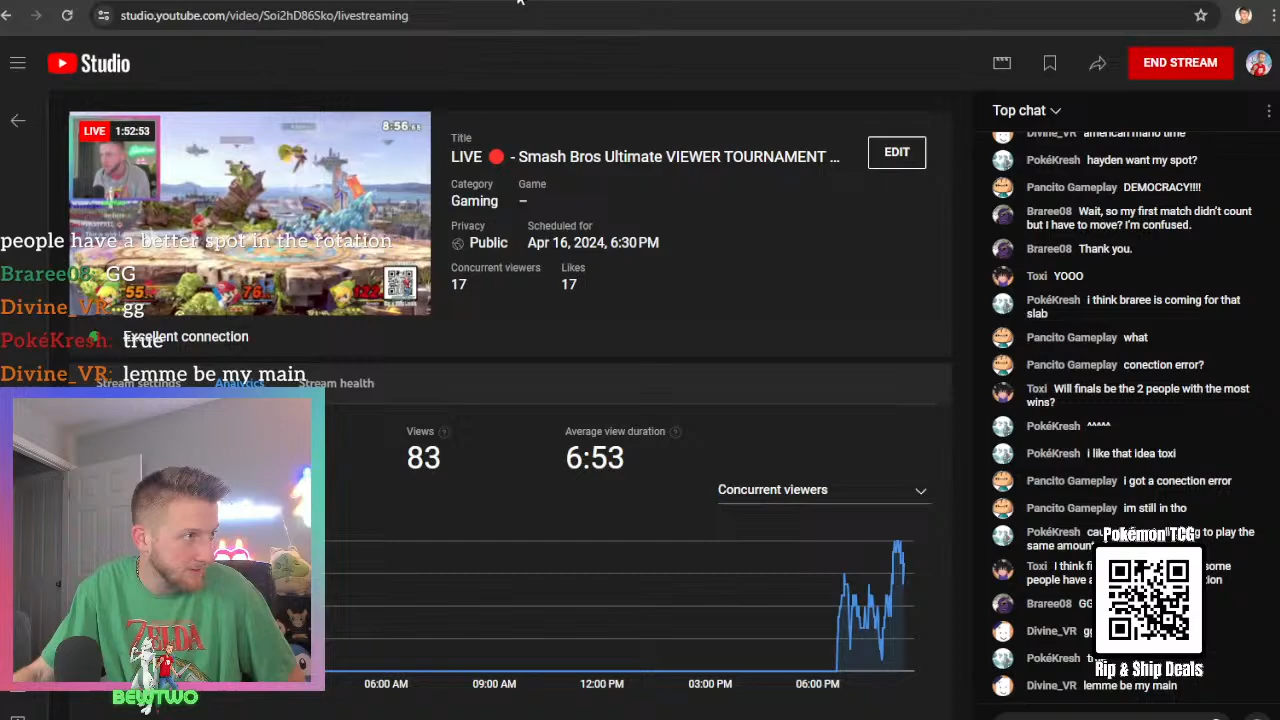 studio.youtube.com/video/Soi2hD86Sko/livestreaming
Studio
END STREAM
LIVE 1:52:53
8:56
Title
LIVE 🔴 - Smash Bros Ultimate VIEWER TOURNAMENT ...
EDIT
Category
Game
Gaming
–
Privacy
Scheduled for
Public
Apr 16, 2024, 6:30 PM
Concurrent viewers
Likes
17
17
people have a better spot in the rotation
Braree08: GG
Divine_VR: gg
PokéKresh: true
Divine_VR: lemme be my main
Excellent connection
Stream settings
Analytics
Stream health
Views
83
Average view duration
6:53
Concurrent viewers
06:00 AM
09:00 AM
12:00 PM
03:00 PM
06:00 PM
ZELDA
BEWTWO
Top chat
Divine_VR american mano time
PokéKresh hayden want my spot?
Pancito Gameplay DEMOCRACY!!!!
Braree08 Wait, so my first match didn't count
but I have to move? I'm confused.
Braree08 Thank you.
Toxi YOOO
PokéKresh i think braree is coming for that
slab
Pancito Gameplay what
Pancito Gameplay conection error?
Toxi Will finals be the 2 people with the most
wins?
PokéKresh ^^^^^
PokéKresh i like that idea toxi
Pancito Gameplay i got a conection error
Pancito Gameplay im still in tho
PokéKresh to play the
same amount
Toxi I think some
people have a
Braree08 GG
Divine_VR
PokéKresh
Divine_VR lemme be my main
Pokémon TCG
Rip & Ship Deals